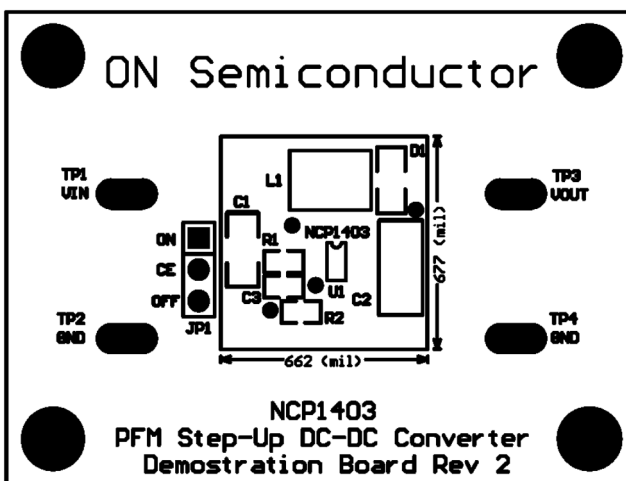 ON Semiconductor
TP1
VIN
TP3
VOUT
D1
L1
C1
NCP1403
677 (mil)
ON
R1
CE
C3
U1
C2
OFF
R2
JP1
TP2
GND
TP4
GND
662 (mil)
NCP1403
PFM Step-Up DC-DC Converter
Demostration Board Rev 2